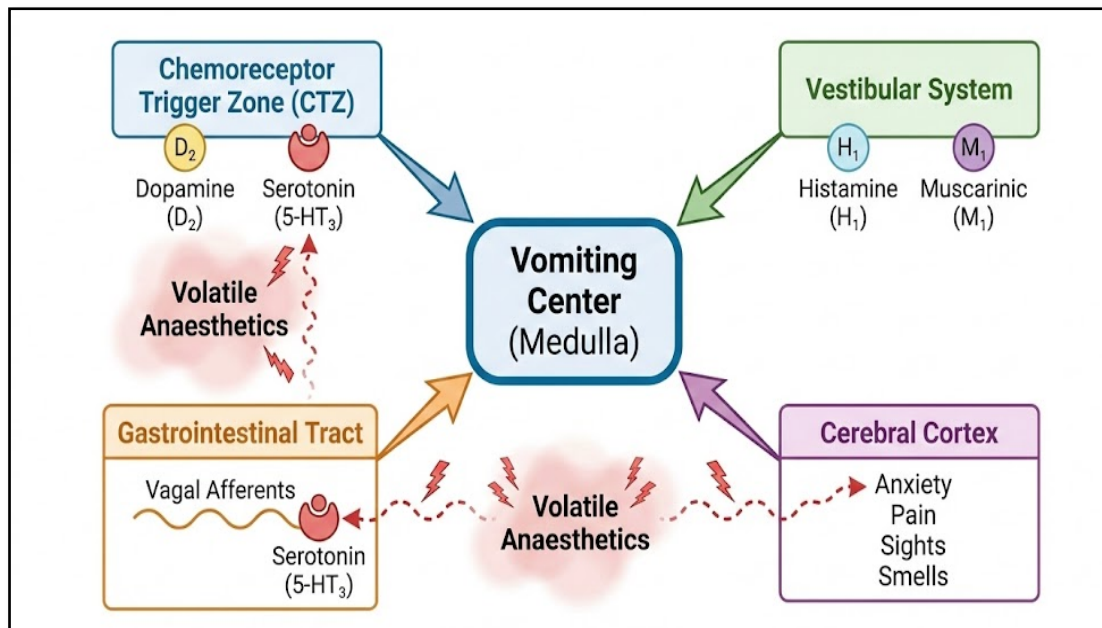 Chemoreceptor
Trigger Zone (CTZ)
D₂
Dopamine
(D₂)
Serotonin
(5-HT₃)
Vestibular System
H₁
Histamine
(H₁)
M₁
Muscarinic
(M₁)
Volatile
Anaesthetics
Vomiting
Center
(Medulla)
Gastrointestinal Tract
Vagal Afferents
Serotonin
(5-HT₃)
Volatile
Anaesthetics
Cerebral Cortex
Anxiety
Pain
Sights
Smells